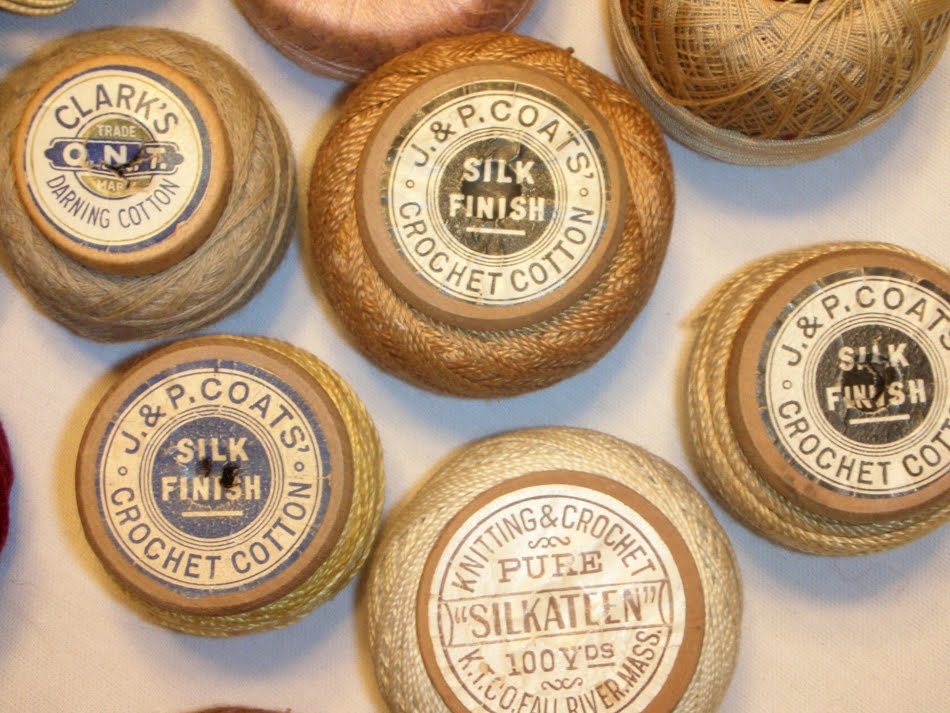 CLARK'S
TRADE
O.N.T.
MARK
DARNING COTTON
J. & P. COATS'
SILK
FINISH
CROCHET COTTON
J. & P. COATS
SILK
FINISH
CROCHET COTTO
J. & P. COATS'
SILK
FINISH
CROCHET COTTON
KNITTING & CROCHET
PURE
"SILKATEEN"
100 YDS
K.T.CO. FALL RIVER. MASS.